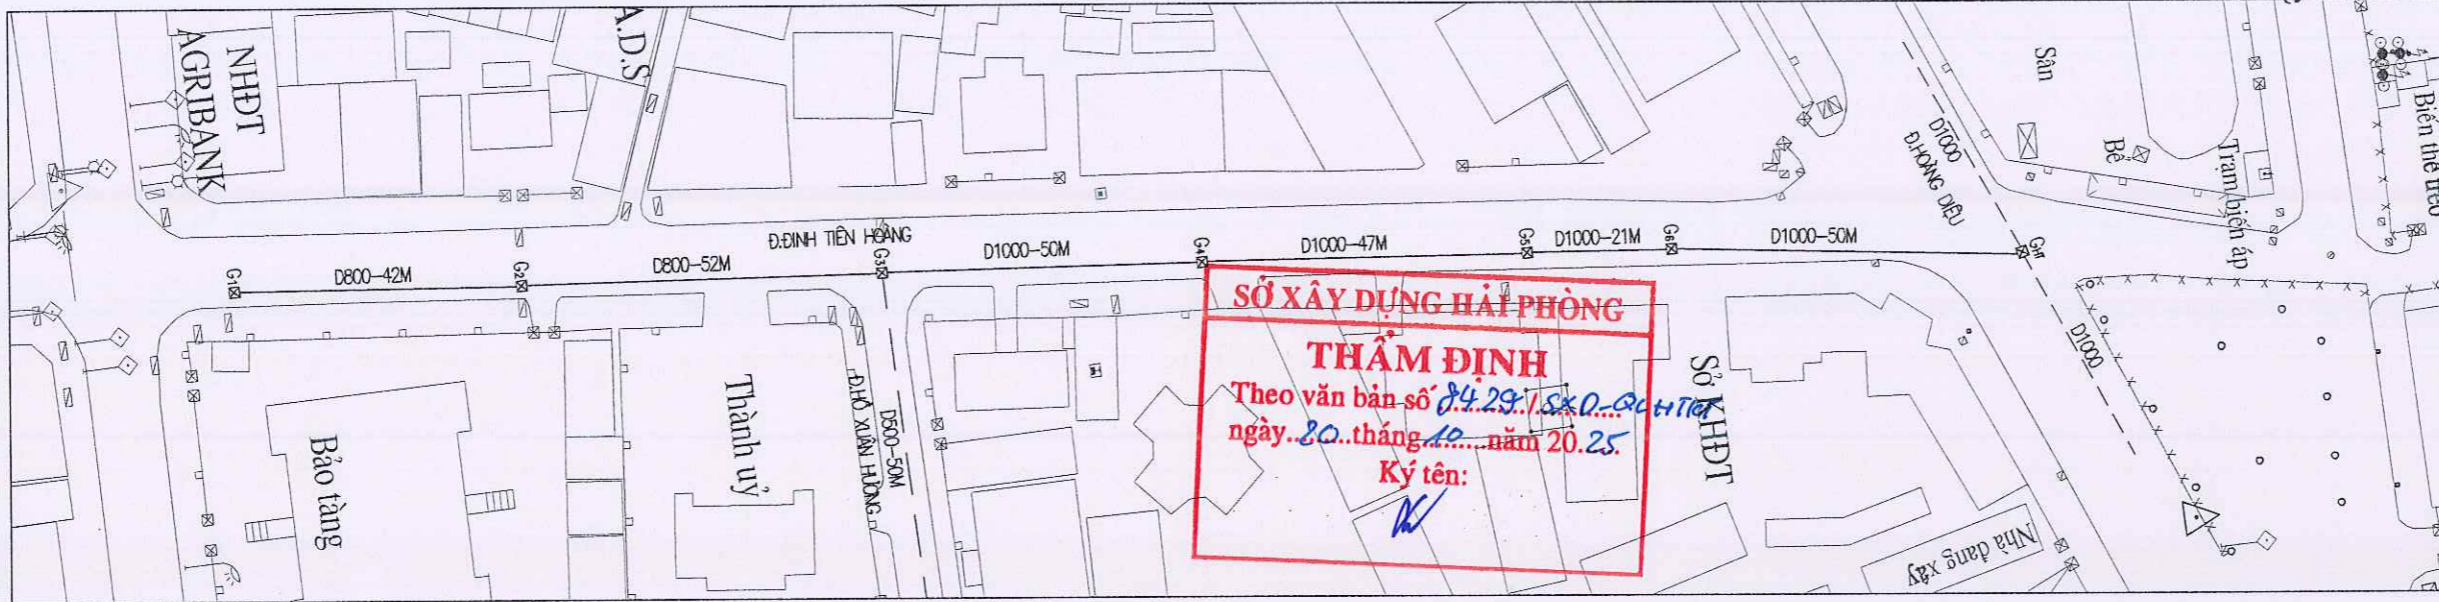 NHĐT
AGRIBANK
A.D.S
Sân
Bể
Trạm biến áp
Biến thế treo
D1000
Đ.HOÀNG DIỆU
Đ.ĐINH TIÊN HOÀNG
G1
D800-42M
G2
D800-52M
G3
D1000-50M
G4
D1000-47M
G5
D1000-21M
G6
D1000-50M
D1000
Đ.HỒ XUÂN HƯƠNG
D500-50M
Bảo tàng
Thành uỷ
Sở KHĐT
Nhà đang xây
SỞ XÂY DỰNG HẢI PHÒNG
THẨM ĐỊNH
Theo văn bản số 8429/SXD-QLHTKT
ngày 20 tháng 10 năm 2025
Ký tên: